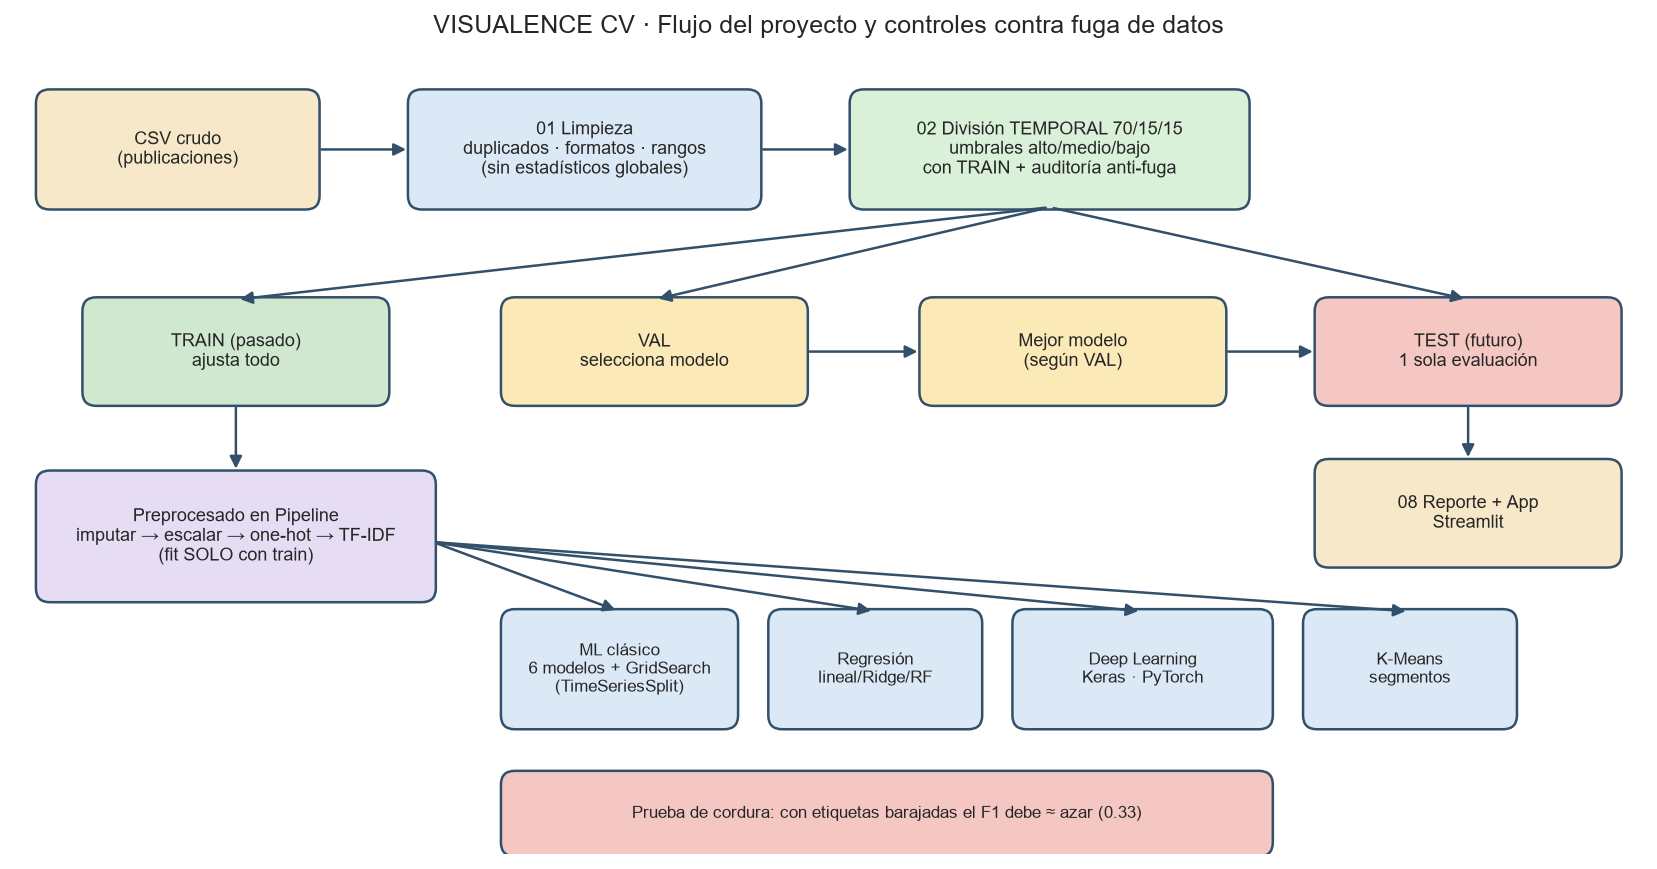 VISUALENCE CV · Flujo del proyecto y controles contra fuga de datos
CSV crudo
(publicaciones)
01 Limpieza
duplicados · formatos · rangos
(sin estadísticos globales)
02 División TEMPORAL 70/15/15
umbrales alto/medio/bajo
con TRAIN + auditoría anti-fuga
TRAIN (pasado)
ajusta todo
VAL
selecciona modelo
Mejor modelo
(según VAL)
TEST (futuro)
1 sola evaluación
Preprocesado en Pipeline
imputar → escalar → one-hot → TF-IDF
(fit SOLO con train)
08 Reporte + App
Streamlit
ML clásico
6 modelos + GridSearch
(TimeSeriesSplit)
Regresión
lineal/Ridge/RF
Deep Learning
Keras · PyTorch
K-Means
segmentos
Prueba de cordura: con etiquetas barajadas el F1 debe ≈ azar (0.33)